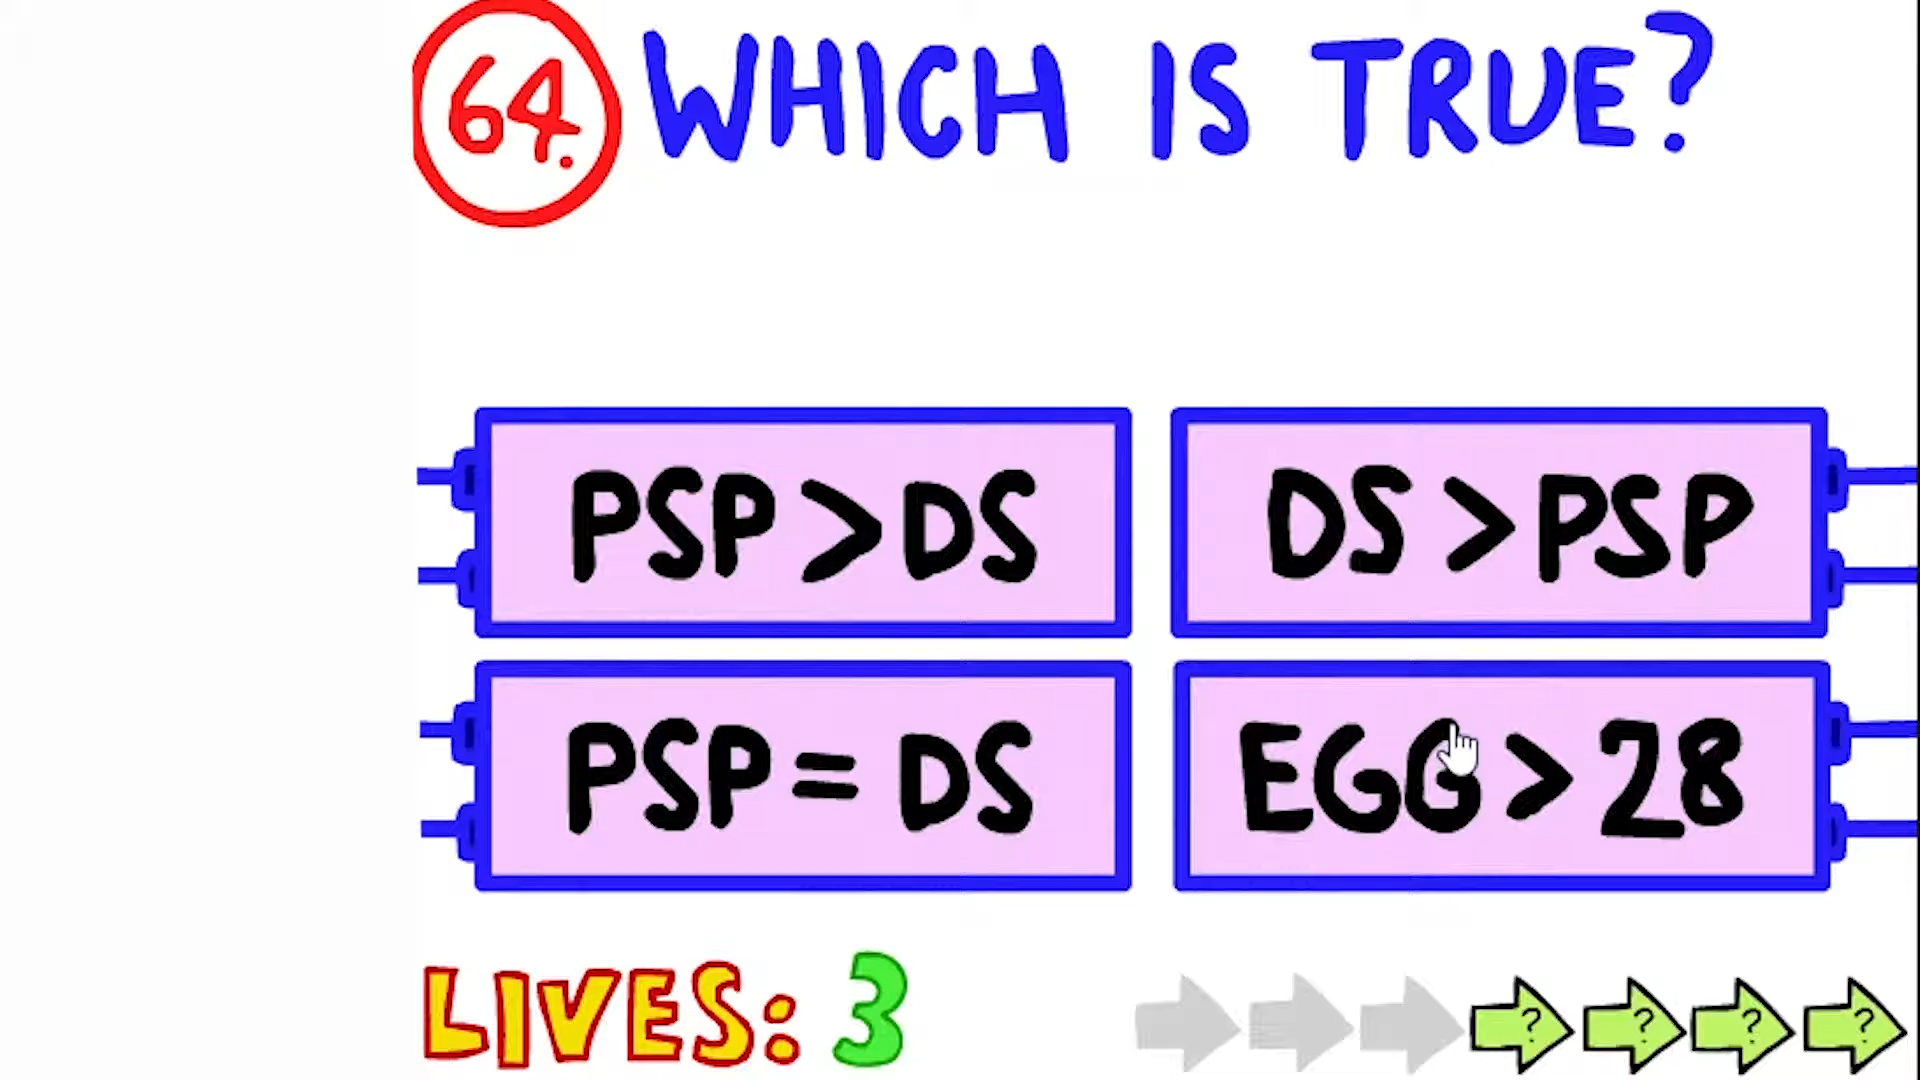 64. WHICH IS TRUE?
PSP > DS
DS > PSP
PSP = DS
EGG > 28
LIVES: 3
? ? ? ?